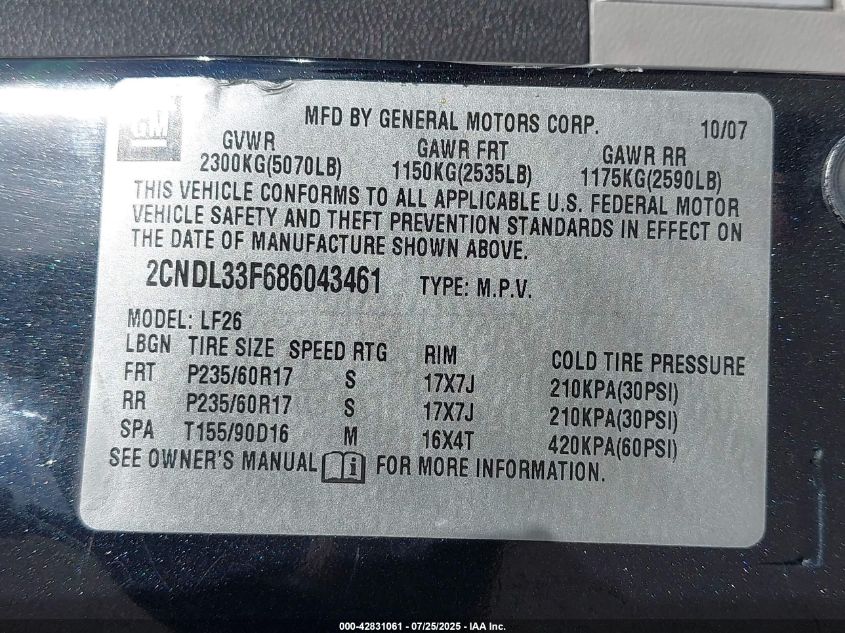 GM
MFD BY GENERAL MOTORS CORP. 10/07
GVWR GAWR FRT GAWR RR
2300KG(5070LB) 1150KG(2535LB) 1175KG(2590LB)
THIS VEHICLE CONFORMS TO ALL APPLICABLE U.S. FEDERAL MOTOR
VEHICLE SAFETY AND THEFT PREVENTION STANDARDS IN EFFECT ON
THE DATE OF MANUFACTURE SHOWN ABOVE.
2CNDL33F686043461 TYPE: M.P.V.
MODEL: LF26
LBGN TIRE SIZE SPEED RTG RIM COLD TIRE PRESSURE
FRT P235/60R17 S 17X7J 210KPA(30PSI)
RR P235/60R17 S 17X7J 210KPA(30PSI)
SPA T155/90D16 M 16X4T 420KPA(60PSI)
SEE OWNER'S MANUAL i FOR MORE INFORMATION.
000-42831061 | 07/25/2025 | IAA Inc.